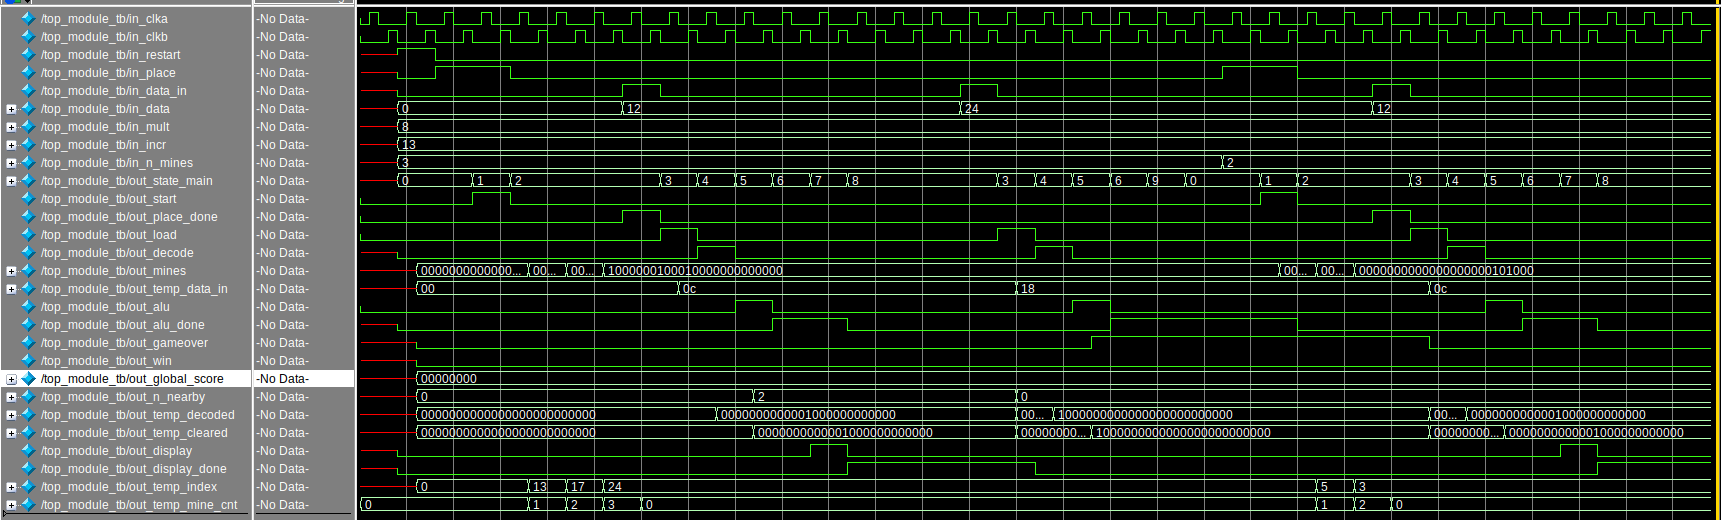 /top_module_tb/in_clka -No Data-
/top_module_tb/in_clkb -No Data-
/top_module_tb/in_restart -No Data-
/top_module_tb/in_place -No Data-
/top_module_tb/in_data_in -No Data-
/top_module_tb/in_data -No Data- 0 12 24 12
/top_module_tb/in_mult -No Data- 8
/top_module_tb/in_incr -No Data- 13
/top_module_tb/in_n_mines -No Data- 3 2
/top_module_tb/out_state_main -No Data- 0 1 2 3 4 5 6 7 8 3 4 5 6 9 0 1 2 3 4 5 6 7 8
/top_module_tb/out_start -No Data-
/top_module_tb/out_place_done -No Data-
/top_module_tb/out_load -No Data-
/top_module_tb/out_decode -No Data-
/top_module_tb/out_mines -No Data- 0000000000000... 00... 00... 1000000100010000000000000 00... 00... 0000000000000000000101000
/top_module_tb/out_temp_data_in -No Data- 00 0c 18 0c
/top_module_tb/out_alu -No Data-
/top_module_tb/out_alu_done -No Data-
/top_module_tb/out_gameover -No Data-
/top_module_tb/out_win -No Data-
/top_module_tb/out_global_score -No Data- 00000000
/top_module_tb/out_n_nearby -No Data- 0 2 0
/top_module_tb/out_temp_decoded -No Data- 0000000000000000000000000 0000000000001000000000000 00... 1000000000000000000000000 00... 0000000000001000000000000
/top_module_tb/out_temp_cleared -No Data- 0000000000000000000000000 0000000000001000000000000 00000000... 1000000000000000000000000 00000000... 0000000000001000000000000
/top_module_tb/out_display -No Data-
/top_module_tb/out_display_done -No Data-
/top_module_tb/out_temp_index -No Data- 0 13 17 24 5 3
/top_module_tb/out_temp_mine_cnt -No Data- 0 1 2 3 0 1 2 0